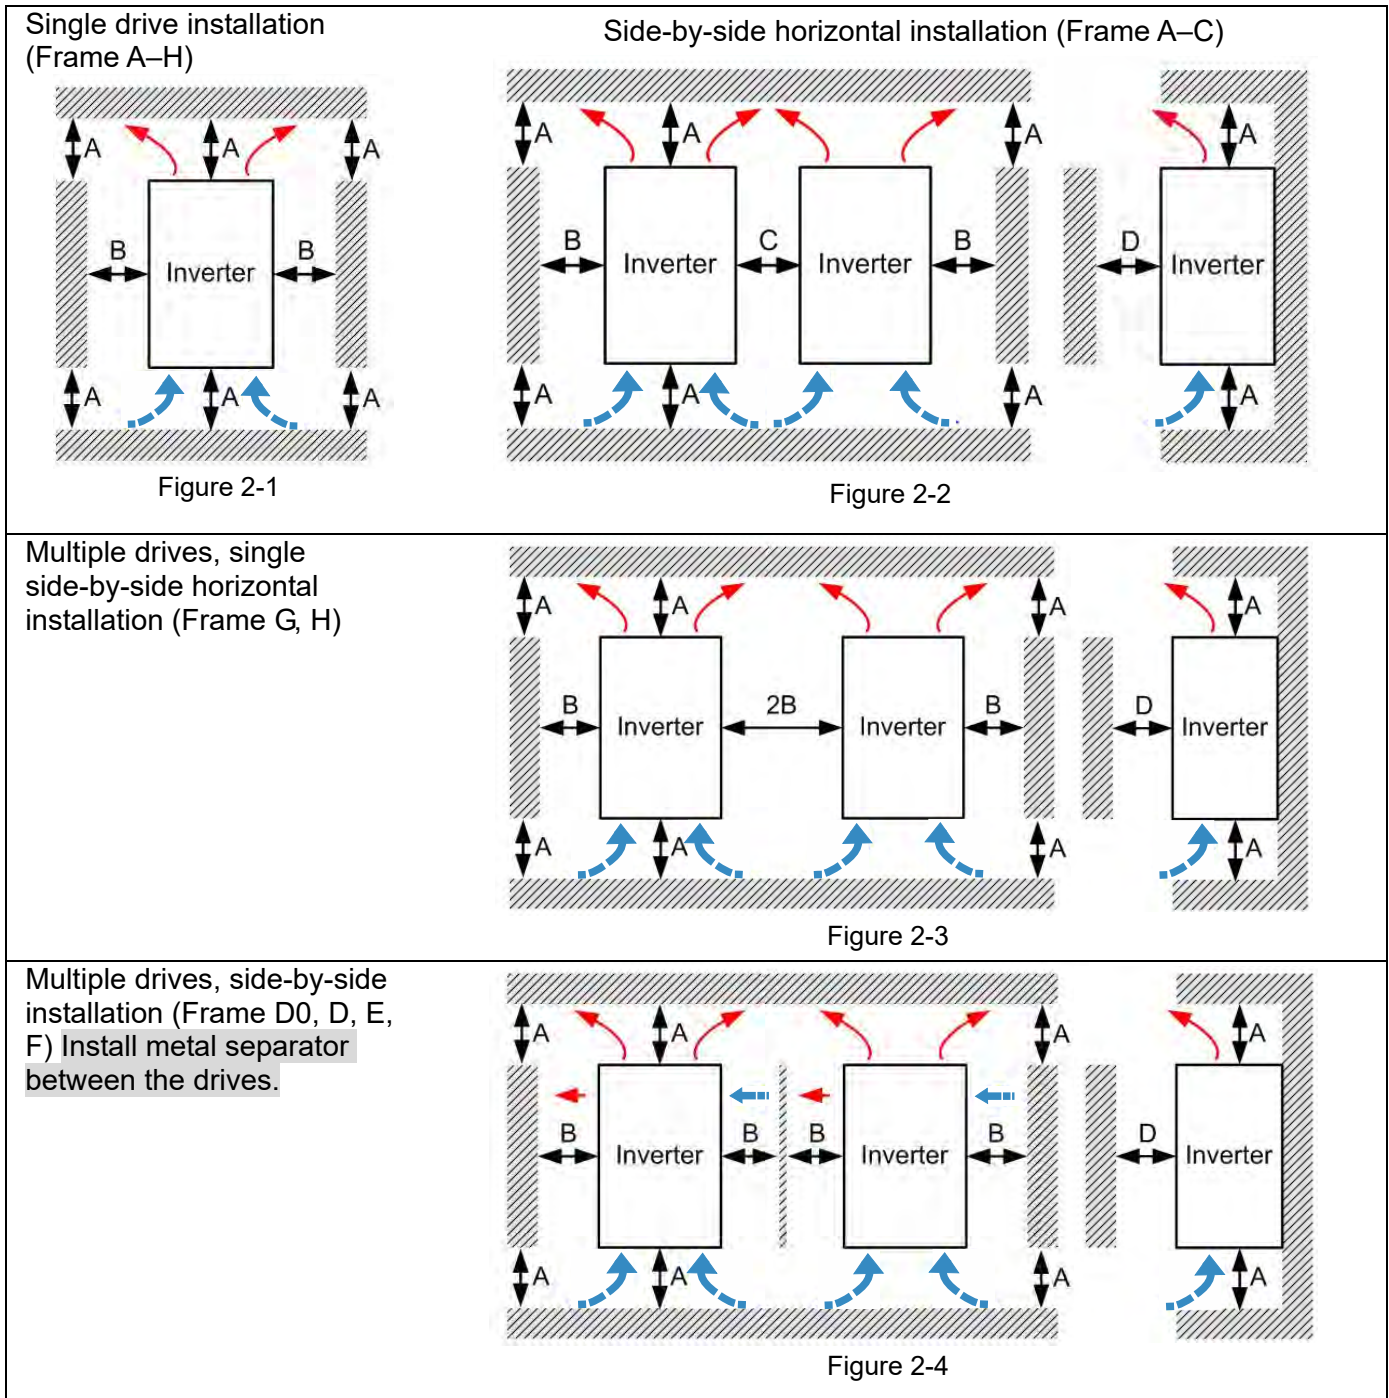 Single drive installation
(Frame A–H)
A
A
A
B
B
Inverter
A
A
A
Figure 2-1
Side-by-side horizontal installation (Frame A–C)
A
A
A
A
B
C
B
D
Inverter
Inverter
Inverter
A
A
A
A
Figure 2-2
Multiple drives, single
side-by-side horizontal
installation (Frame G, H)
A
A
A
A
B
2B
B
D
Inverter
Inverter
Inverter
A
A
A
A
Figure 2-3
Multiple drives, side-by-side
installation (Frame D0, D, E,
F) Install metal separator
between the drives.
A
A
A
A
B
B
B
B
D
Inverter
Inverter
Inverter
A
A
A
A
Figure 2-4